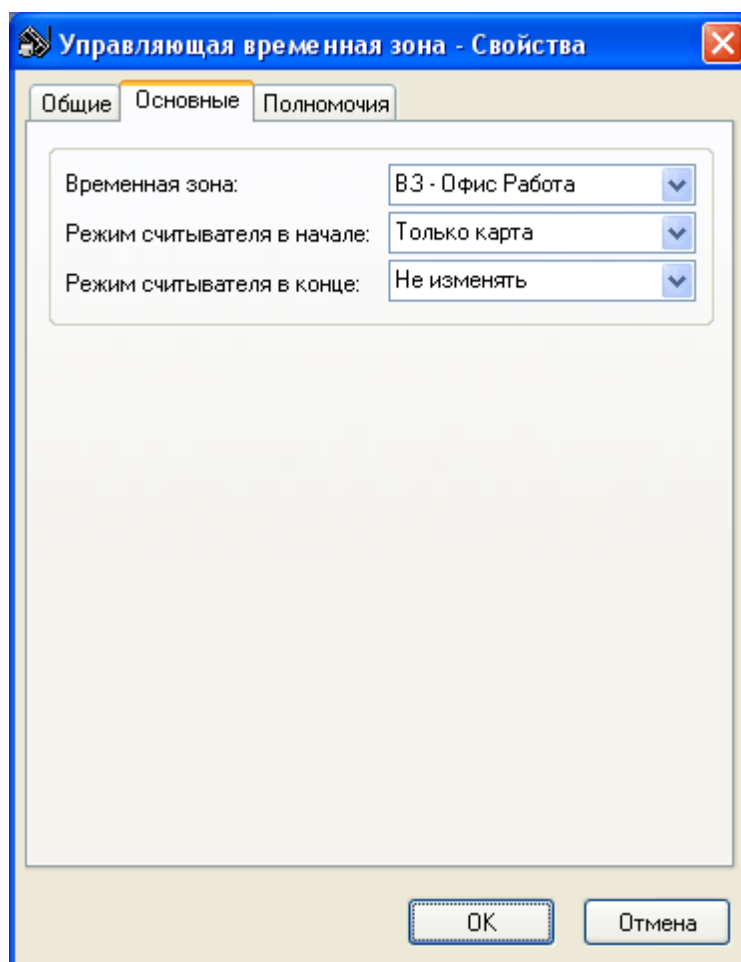 Управляющая временная зона - Свойства
Общие Основные Полномочия
Временная зона: ВЗ - Офис Работа
Режим считывателя в начале: Только карта
Режим считывателя в конце: Не изменять
OK Отмена